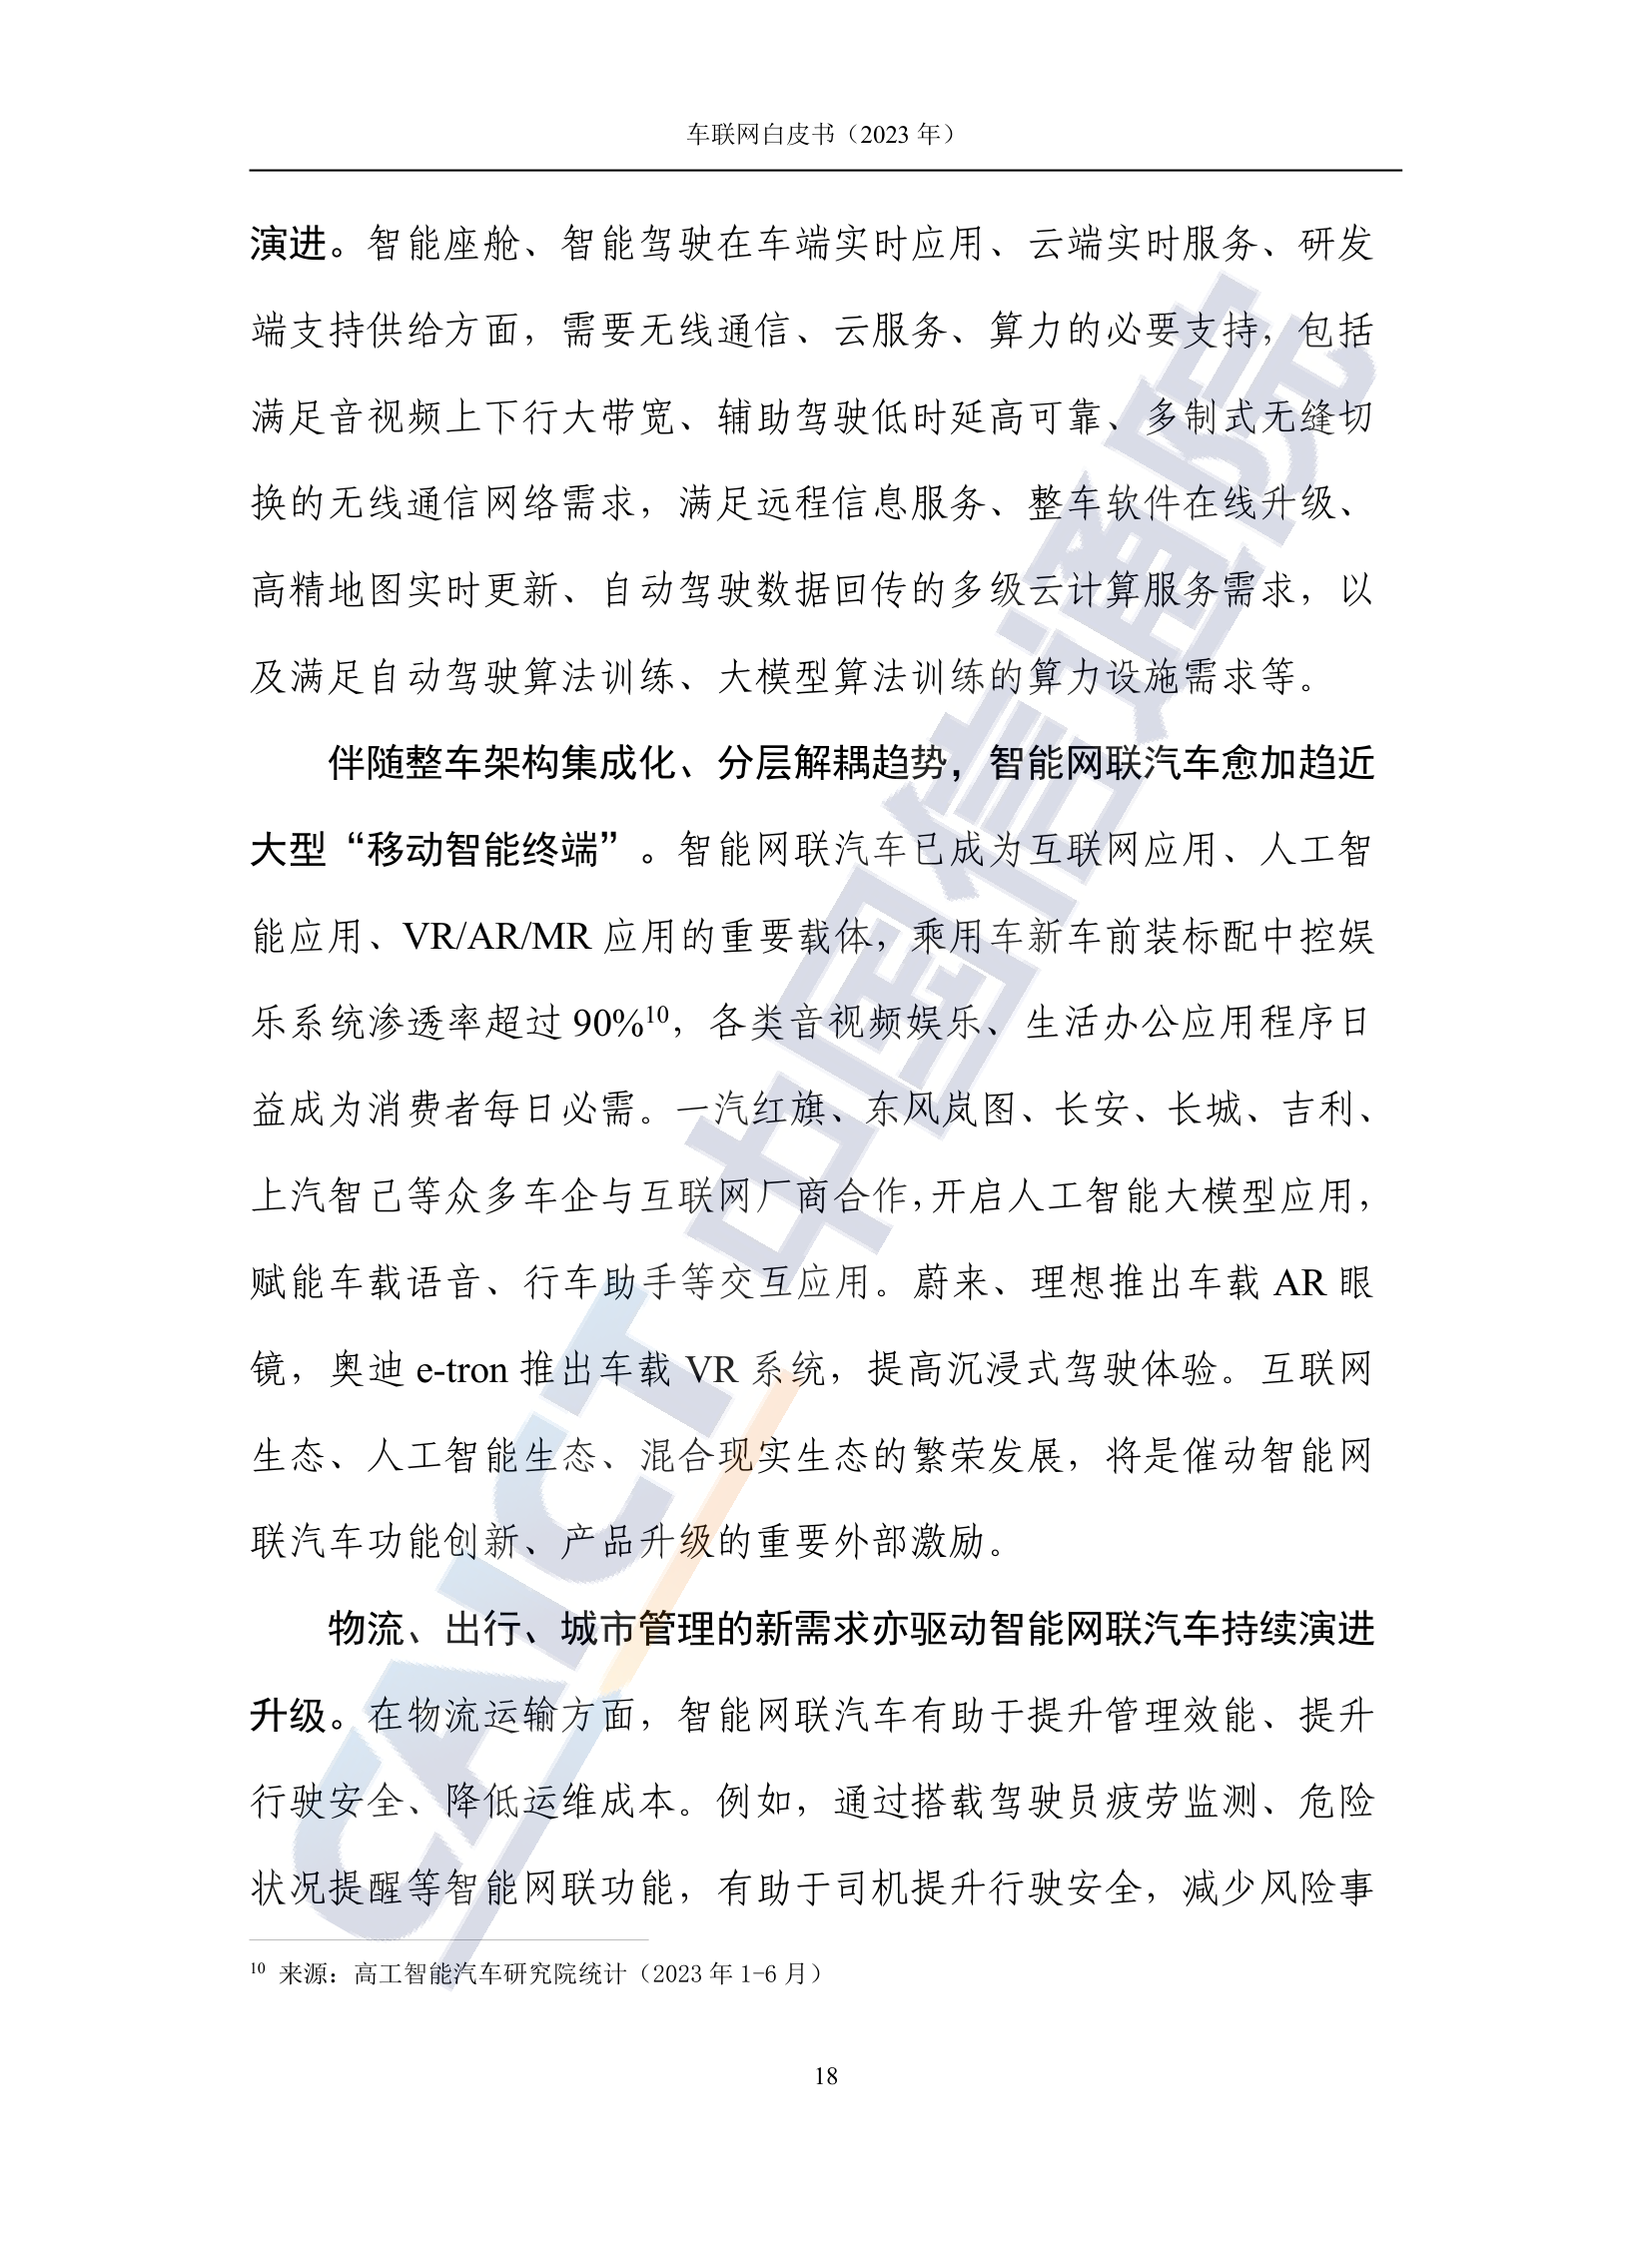 车联网白皮书（2023 年）
演进。智能座舱、智能驾驶在车端实时应用、云端实时服务、研发
端支持供给方面，需要无线通信、云服务、算力的必要支持，包括
满足音视频上下行大带宽、辅助驾驶低时延高可靠、多制式无缝切
换的无线通信网络需求，满足远程信息服务、整车软件在线升级、
高精地图实时更新、自动驾驶数据回传的多级云计算服务需求，以
及满足自动驾驶算法训练、大模型算法训练的算力设施需求等。
伴随整车架构集成化、分层解耦趋势，智能网联汽车愈加趋近
大型“移动智能终端”。智能网联汽车已成为互联网应用、人工智
能应用、VR/AR/MR 应用的重要载体，乘用车新车前装标配中控娱
乐系统渗透率超过 90%10，各类音视频娱乐、生活办公应用程序日
益成为消费者每日必需。一汽红旗、东风岚图、长安、长城、吉利、
上汽智己等众多车企与互联网厂商合作，开启人工智能大模型应用，
赋能车载语音、行车助手等交互应用。蔚来、理想推出车载 AR 眼
镜，奥迪 e-tron 推出车载 VR 系统，提高沉浸式驾驶体验。互联网
生态、人工智能生态、混合现实生态的繁荣发展，将是催动智能网
联汽车功能创新、产品升级的重要外部激励。
物流、出行、城市管理的新需求亦驱动智能网联汽车持续演进
升级。在物流运输方面，智能网联汽车有助于提升管理效能、提升
行驶安全、降低运维成本。例如，通过搭载驾驶员疲劳监测、危险
状况提醒等智能网联功能，有助于司机提升行驶安全，减少风险事
10 来源：高工智能汽车研究院统计（2023 年 1-6 月）
18
CAICT 中国信通院